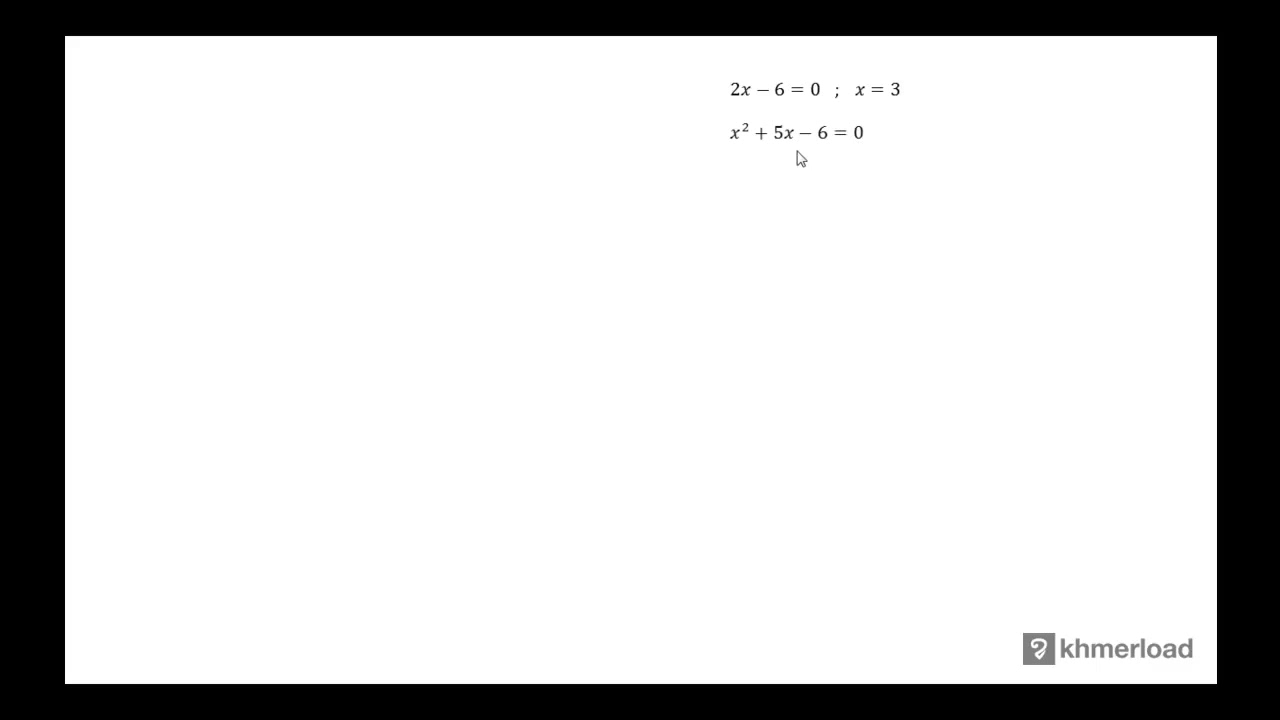 2x − 6 = 0 ; x = 3
x² + 5x − 6 = 0
khmerload